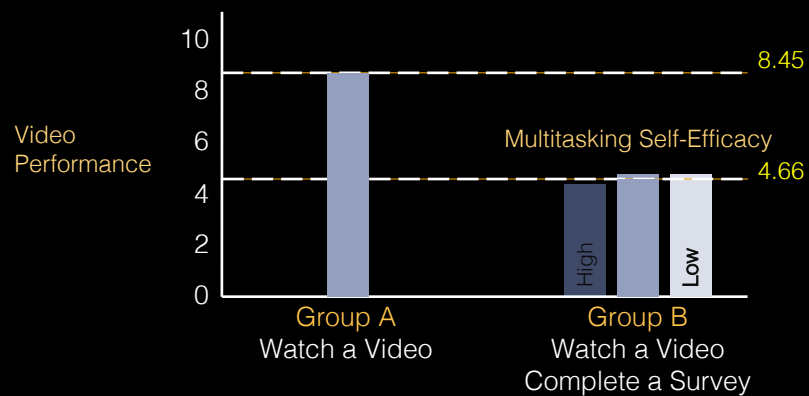 10
8.45
8
Video
Performance
6
Multitasking Self-Efficacy
4.66
4
2
High
Low
0
Group A
Watch a Video
Group B
Watch a Video
Complete a Survey